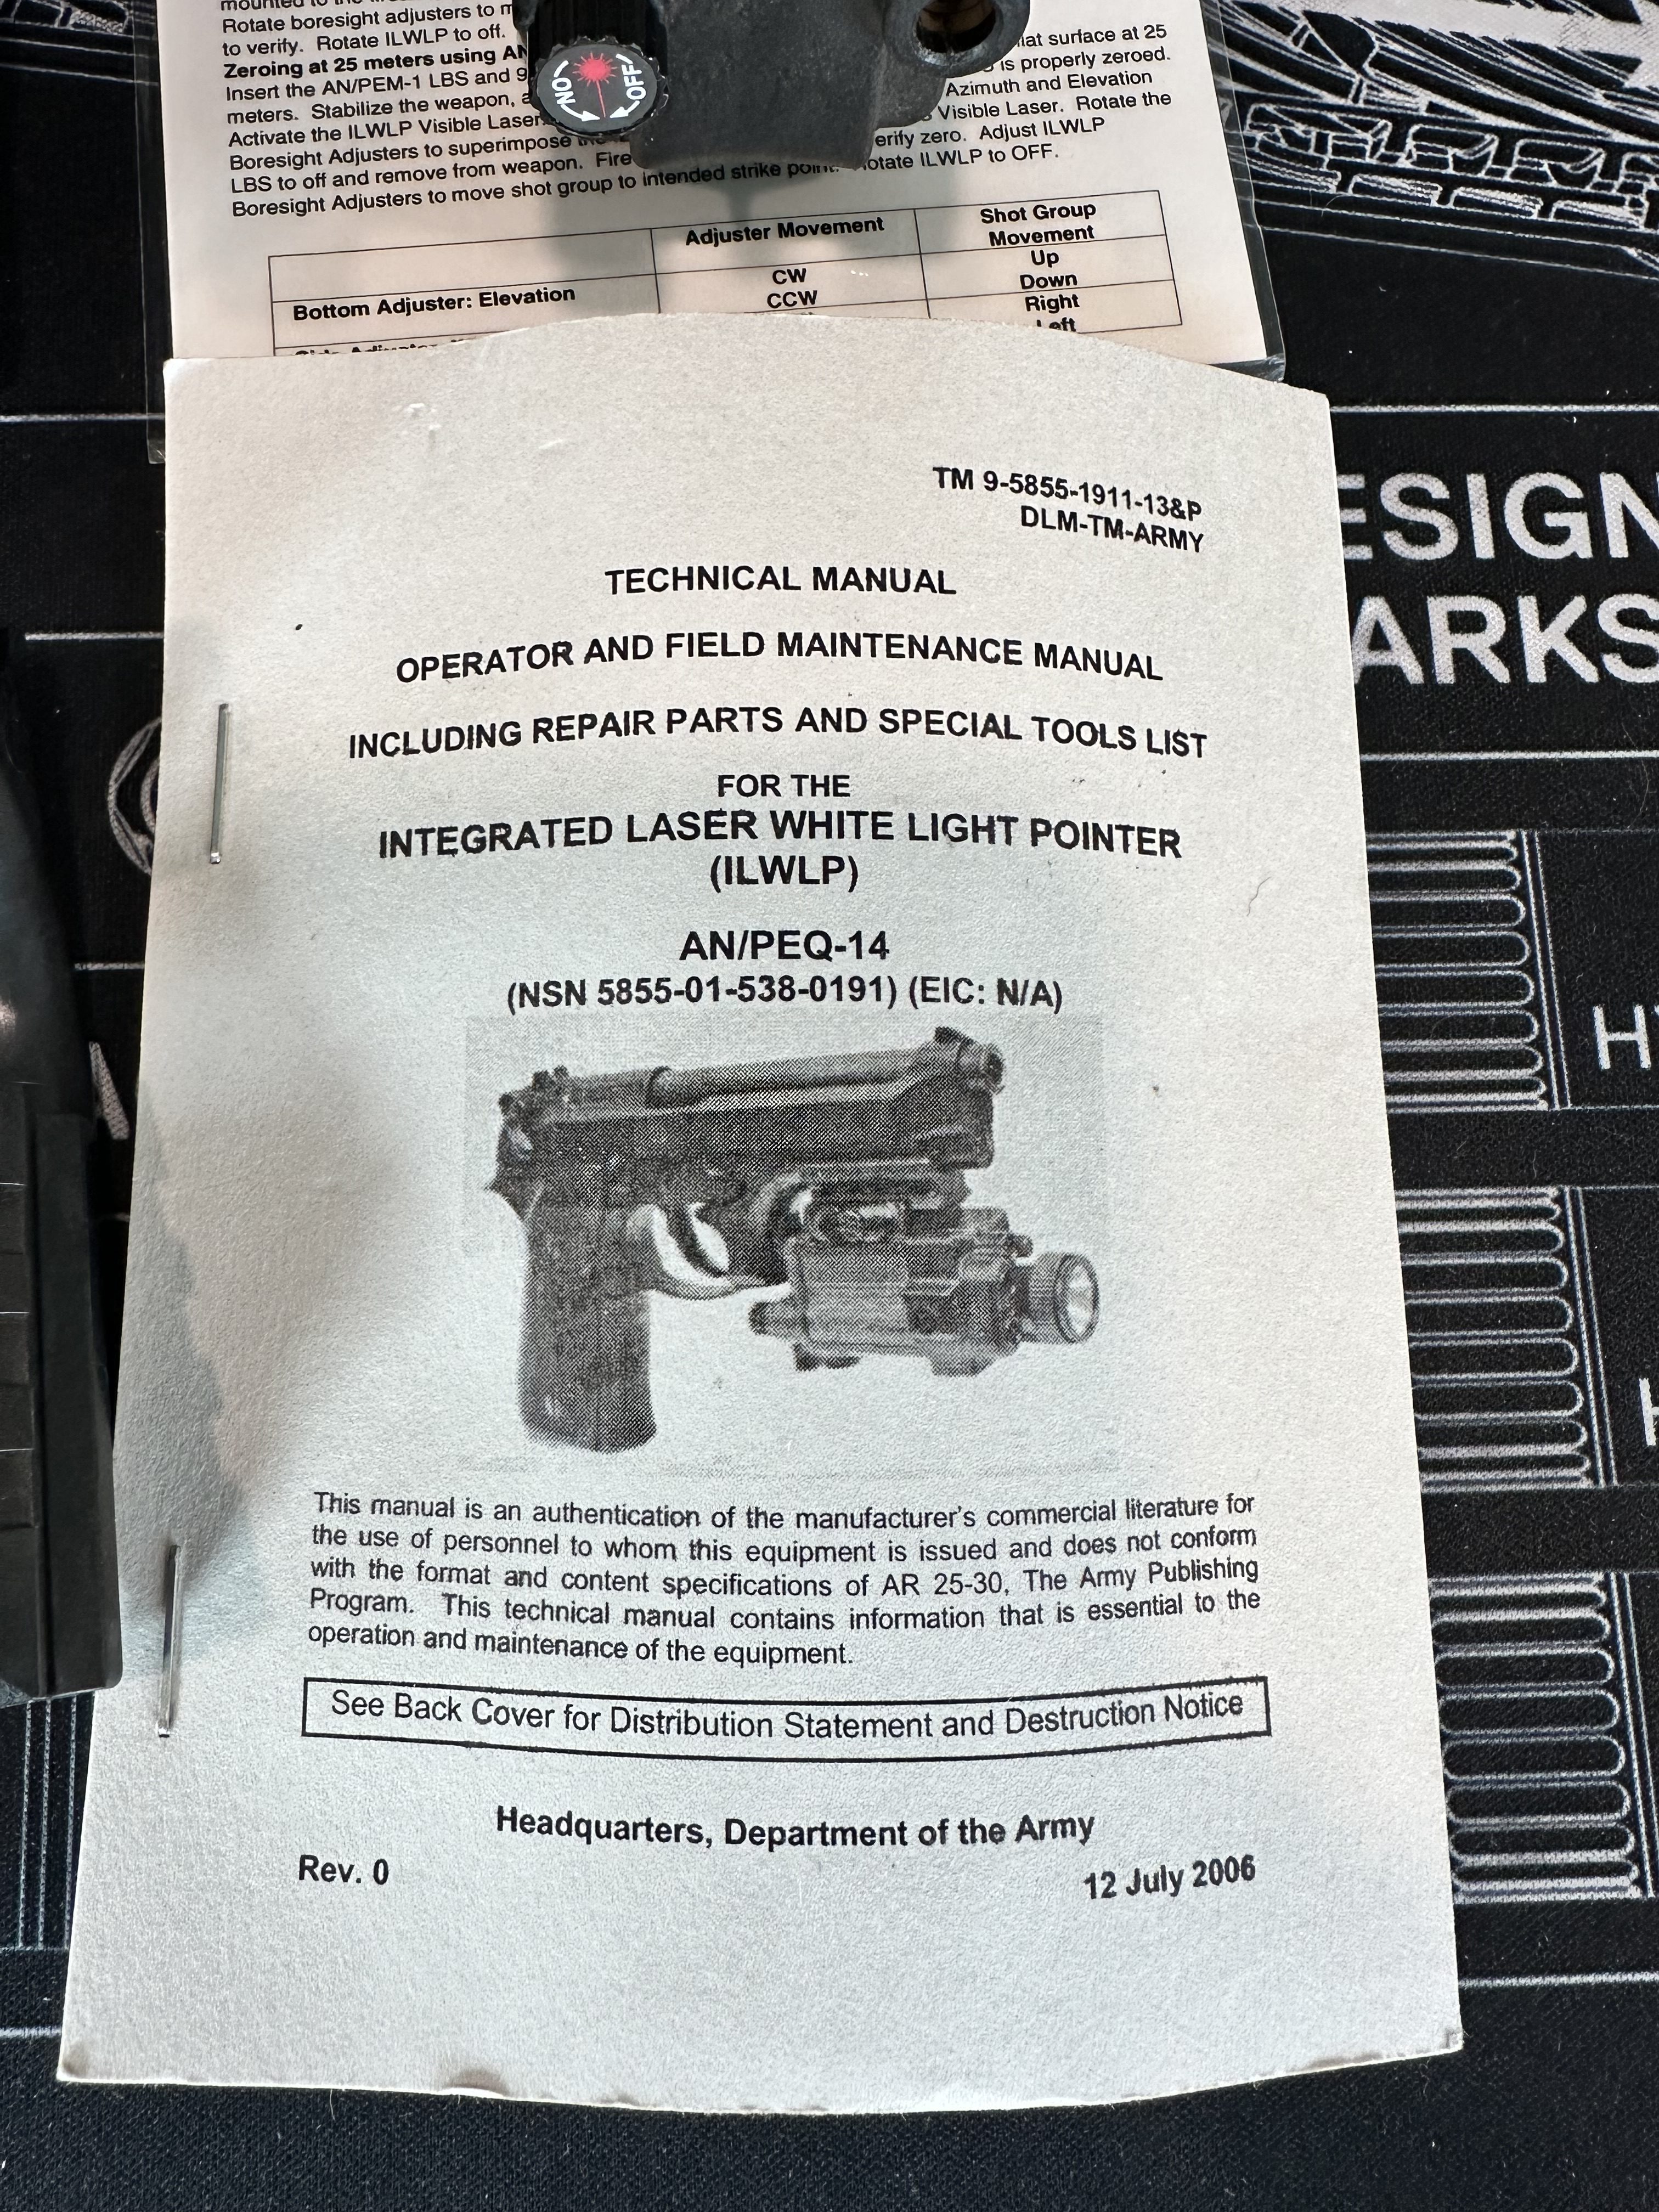 mounted to the
Rotate boresight adjusters to
to verify. Rotate ILWLP to off.
Zeroing at 25 meters using
surface at 25
Insert the AN/PEM-1 LBS and
is properly zeroed.
meters. Stabilize the weapon,
Azimuth and Elevation
Activate the ILWLP Visible Laser
Visible Laser. Rotate the
Boresight Adjusters to superimpose
zero. Adjust ILWLP
LBS to off and remove from weapon. Fire
ILWLP to OFF.
Boresight Adjusters to move shot group to intended strike point.
ON
OFF
Adjuster Movement
Shot Group
Movement
Bottom Adjuster: Elevation
CW
CCW
Up
Down
Right
Left
TM 9-5855-1911-13&P
DLM-TM-ARMY
TECHNICAL MANUAL
OPERATOR AND FIELD MAINTENANCE MANUAL
INCLUDING REPAIR PARTS AND SPECIAL TOOLS LIST
FOR THE
INTEGRATED LASER WHITE LIGHT POINTER
(ILWLP)
AN/PEQ-14
(NSN 5855-01-538-0191) (EIC: N/A)
This manual is an authentication of the manufacturer's commercial literature for
the use of personnel to whom this equipment is issued and does not conform
with the format and content specifications of AR 25-30, The Army Publishing
Program. This technical manual contains information that is essential to the
operation and maintenance of the equipment.
See Back Cover for Distribution Statement and Destruction Notice
Headquarters, Department of the Army
Rev. 0
12 July 2006
ESIGN
ARKS